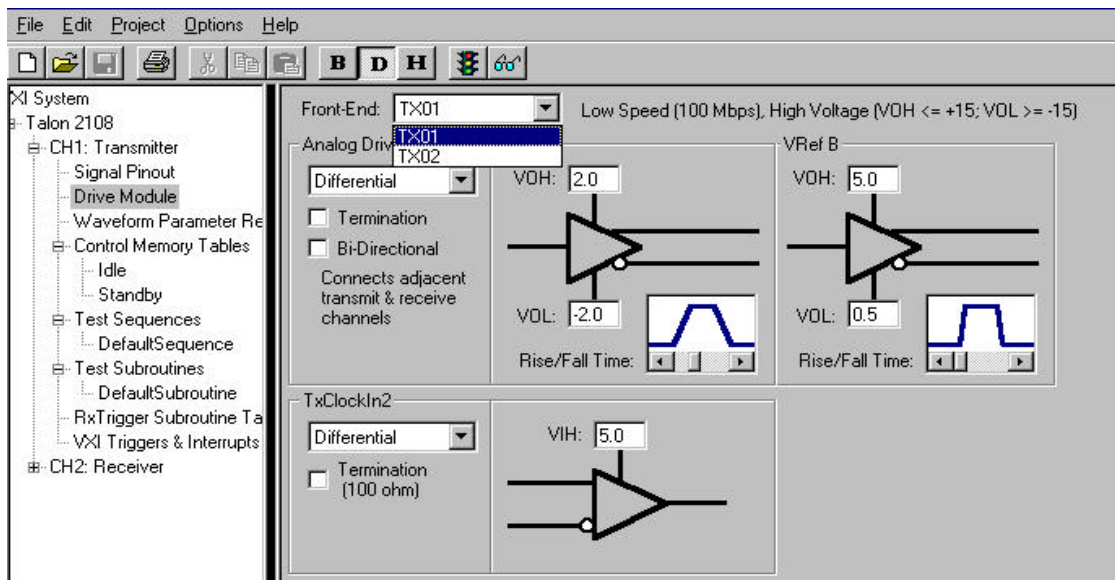 File Edit Project Options Help
B D H
XI System
Talon 2108
CH1: Transmitter
Signal Pinout
Drive Module
Waveform Parameter Re
Control Memory Tables
Idle
Standby
Test Sequences
DefaultSequence
Test Subroutines
DefaultSubroutine
RxTrigger Subroutine Ta
VXI Triggers & Interrupts
CH2: Receiver
Front-End: TX01 Low Speed (100 Mbps), High Voltage (VOH <= +15; VOL >= -15)
TX01
TX02
Analog Driv
Differential
Termination
Bi-Directional
Connects adjacent
transmit & receive
channels
VOH: 2.0
VOL: -2.0
Rise/Fall Time:
VRef B
VOH: 5.0
VOL: 0.5
Rise/Fall Time:
TxClockIn2
Differential
Termination
(100 ohm)
VIH: 5.0